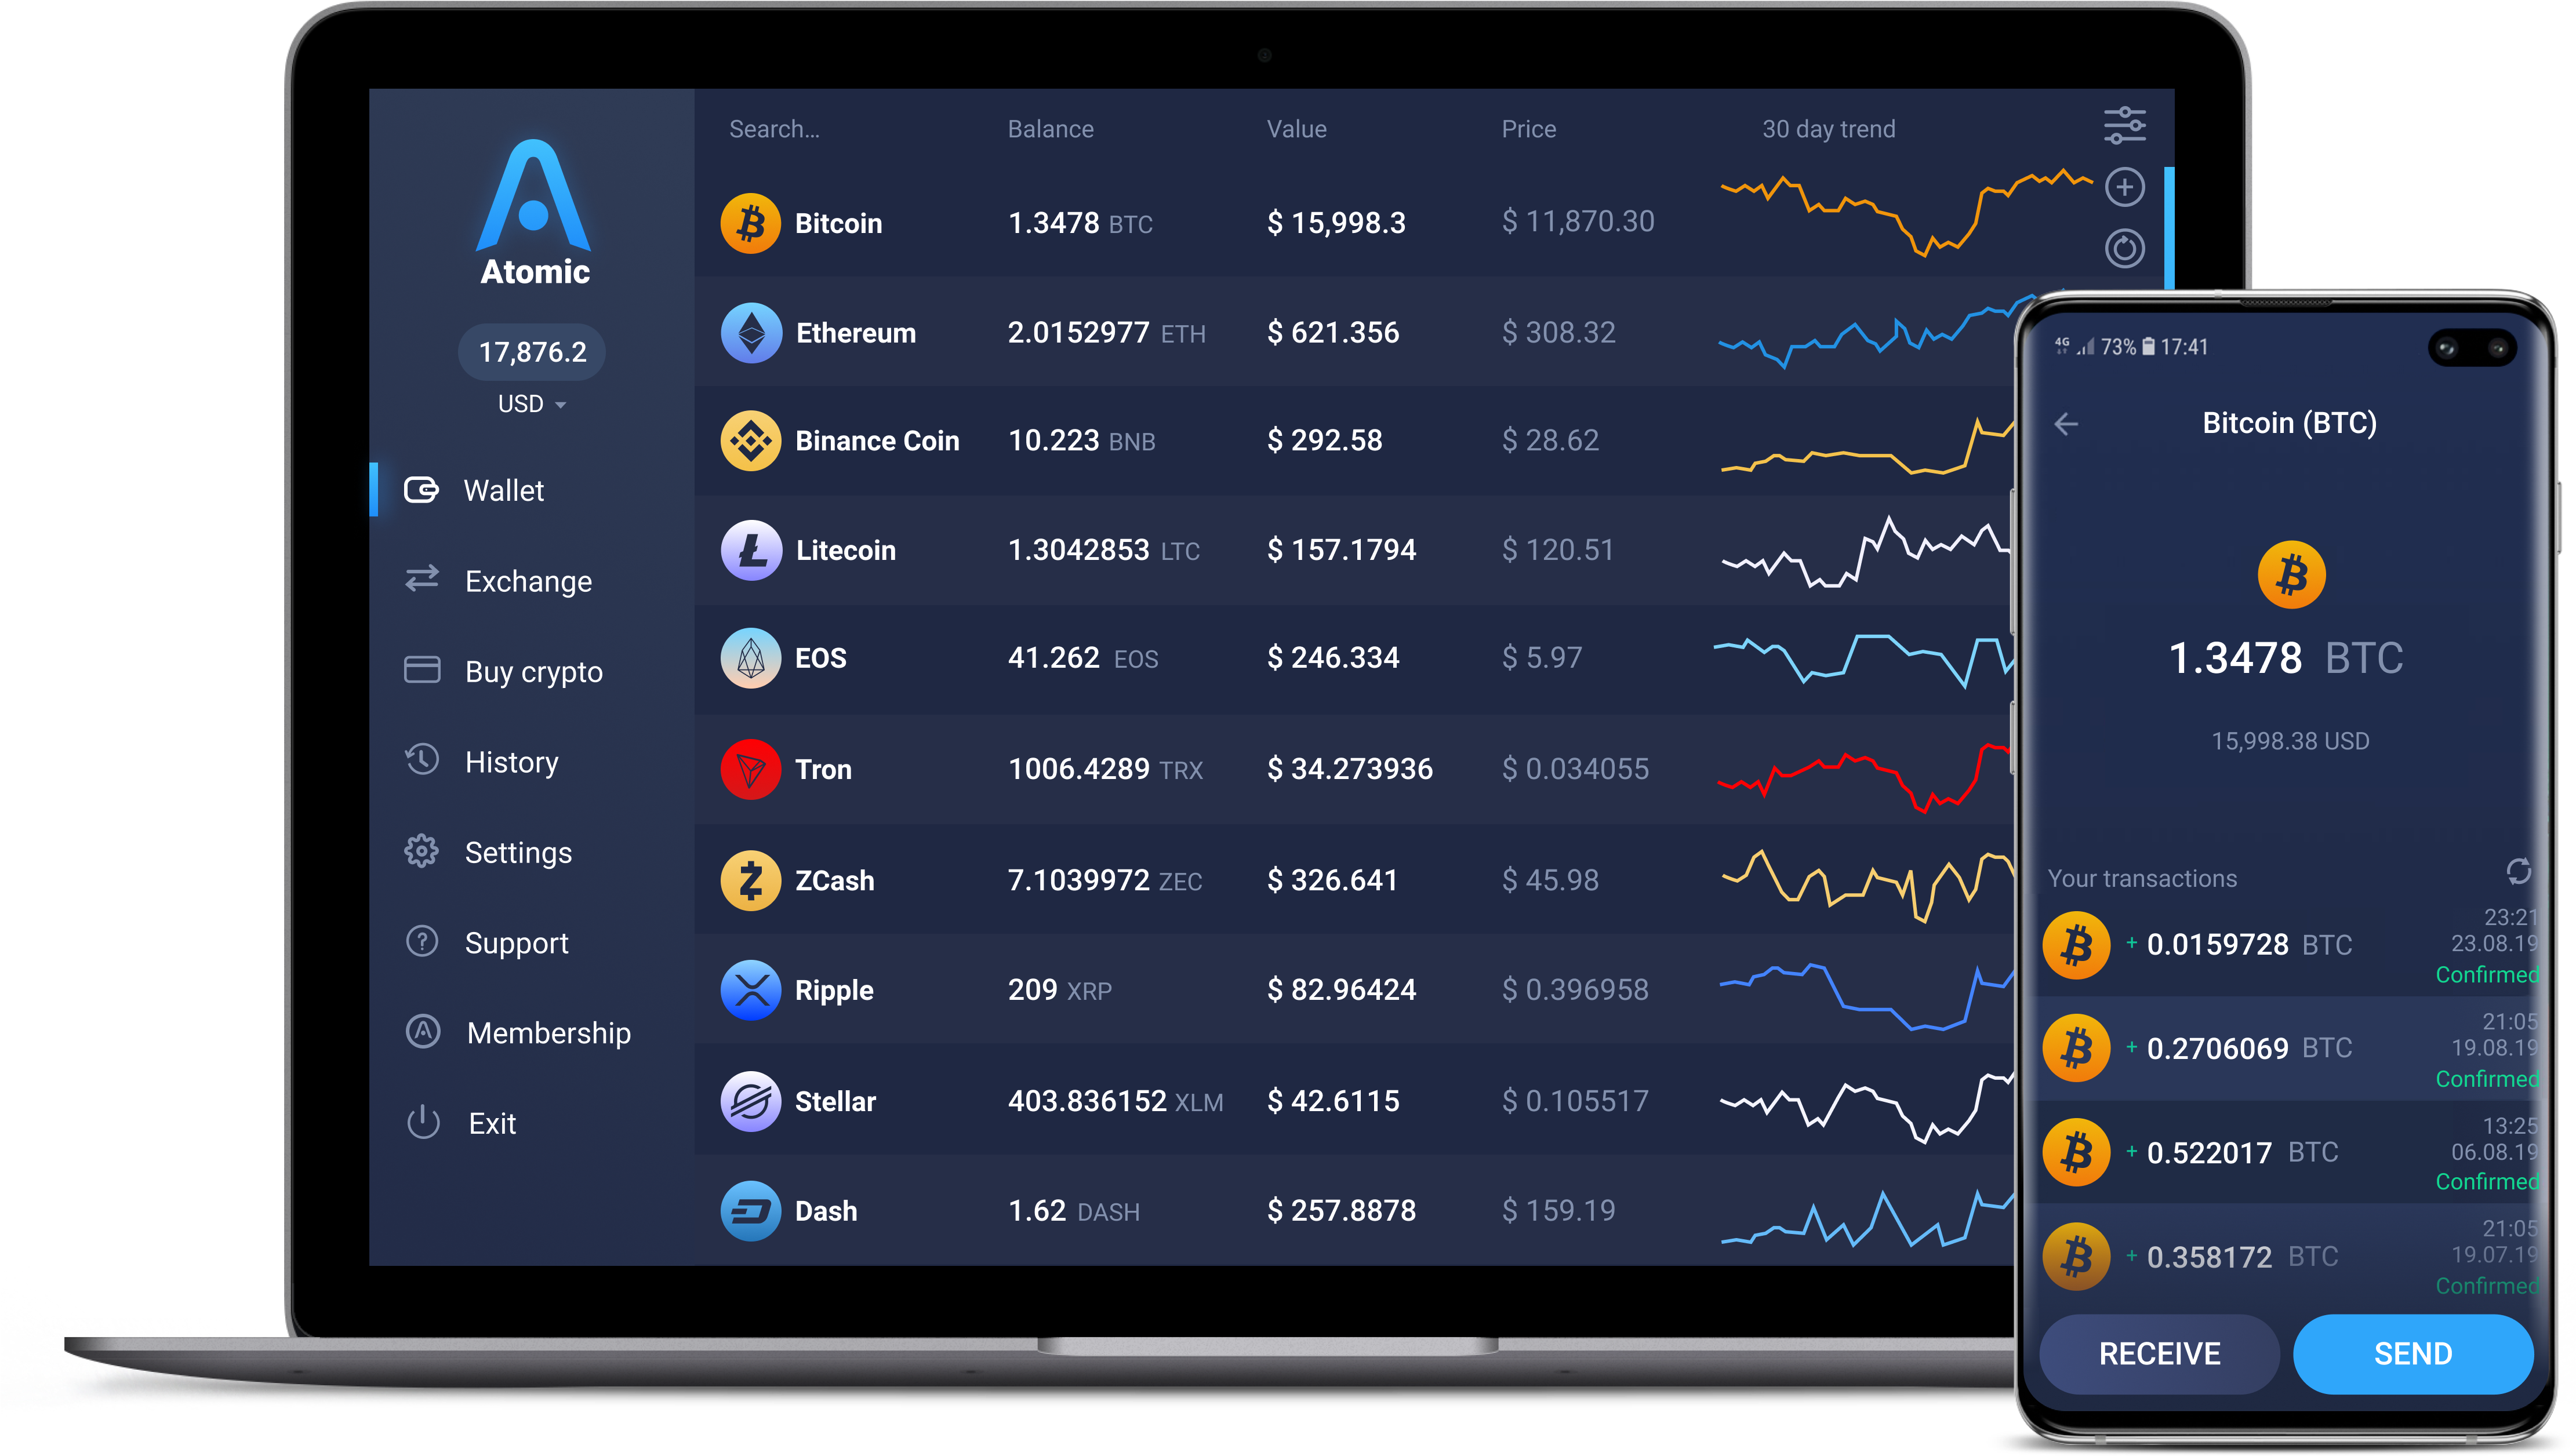 Atomic
17,876.2
USD
Wallet
Exchange
Buy crypto
History
Settings
Support
Membership
Exit
Search... Balance Value Price 30 day trend
Bitcoin 1.3478 BTC $ 15,998.3 $ 11,870.30
Ethereum 2.0152977 ETH $ 621.356 $ 308.32
Binance Coin 10.223 BNB $ 292.58 $ 28.62
Litecoin 1.3042853 LTC $ 157.1794 $ 120.51
EOS 41.262 EOS $ 246.334 $ 5.97
Tron 1006.4289 TRX $ 34.273936 $ 0.034055
ZCash 7.1039972 ZEC $ 326.641 $ 45.98
Ripple 209 XRP $ 82.96424 $ 0.396958
Stellar 403.836152 XLM $ 42.6115 $ 0.105517
Dash 1.62 DASH $ 257.8878 $ 159.19
4G 73% 17:41
Bitcoin (BTC)
1.3478 BTC
15,998.38 USD
Your transactions
23:21
+ 0.0159728 BTC 23.08.19
Confirmed
21:05
+ 0.2706069 BTC 19.08.19
Confirmed
13:25
+ 0.522017 BTC 06.08.19
Confirmed
21:05
+ 0.358172 BTC 19.07.19
Confirmed
RECEIVE SEND